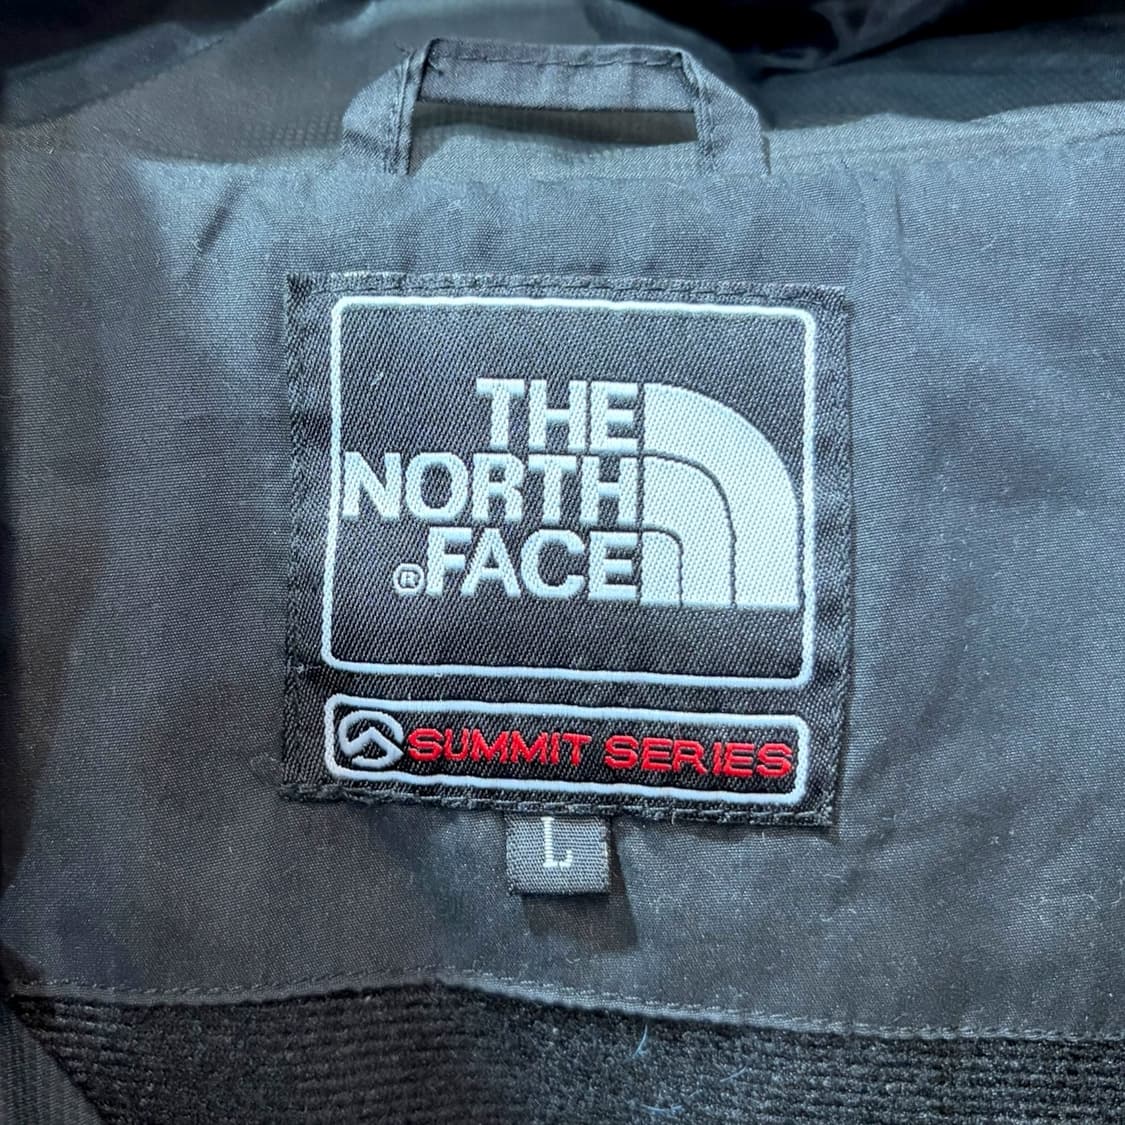 THE
NORTH
®FACE
SUMMIT SERIES
L